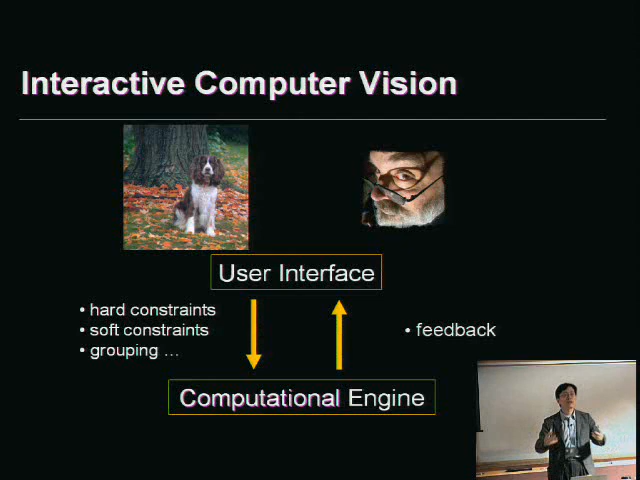 Interactive Computer Vision
User Interface
• hard constraints
• soft constraints
• grouping ...
• feedback
Computational Engine